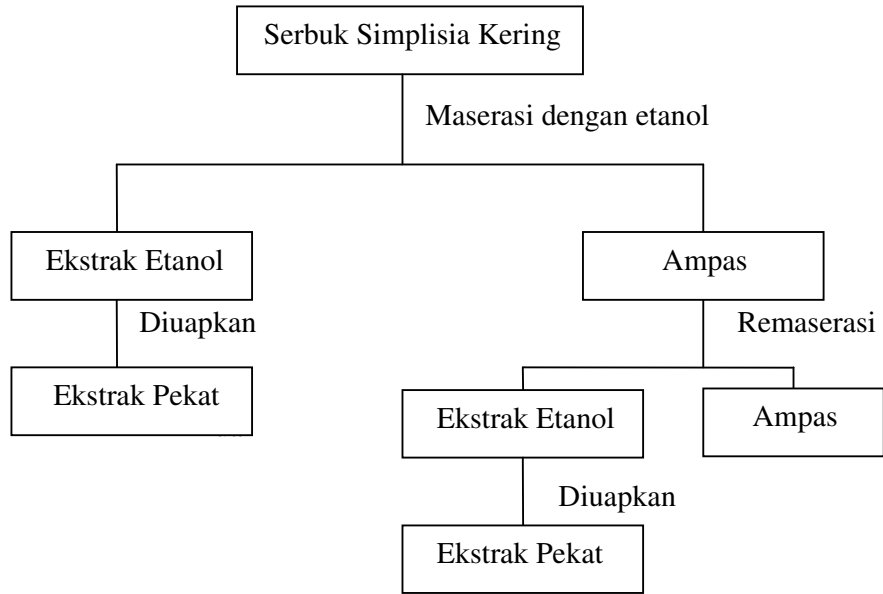 Serbuk Simplisia Kering
Maserasi dengan etanol
Ekstrak Etanol
Ampas
Diuapkan
Remaserasi
Ekstrak Pekat
Ekstrak Etanol
Ampas
Diuapkan
Ekstrak Pekat